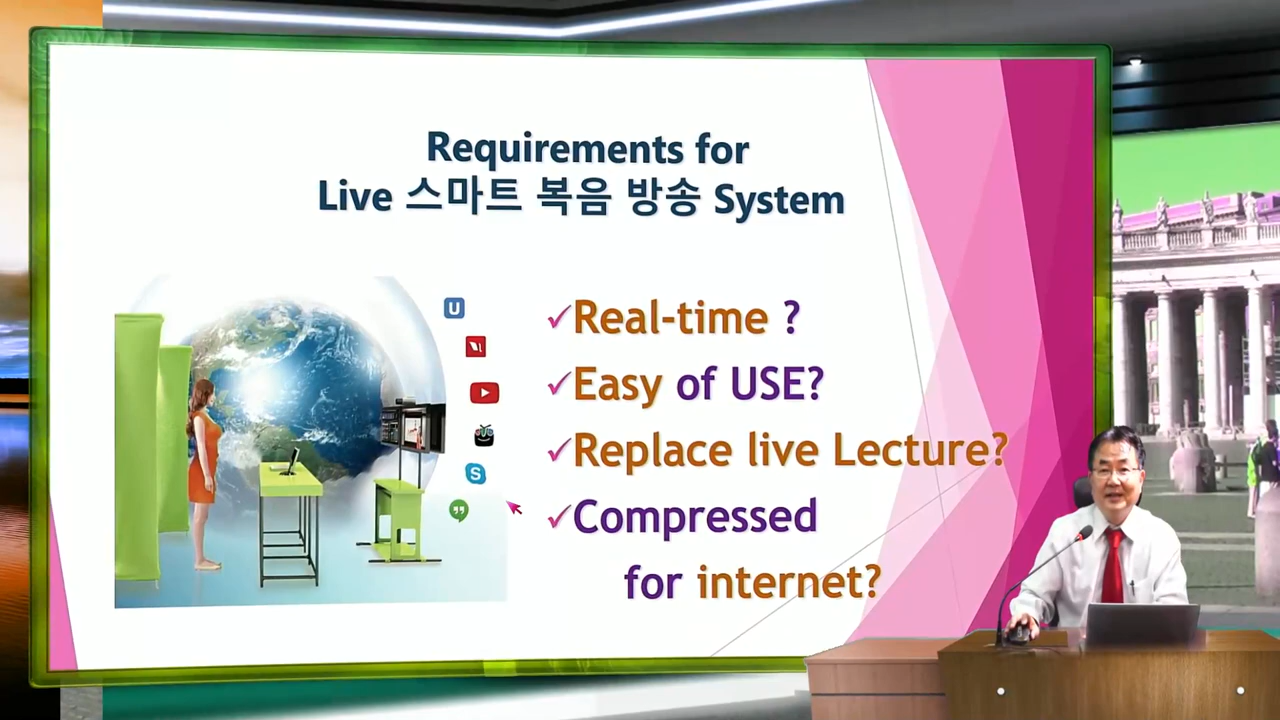 Requirements for
Live 스마트 복음 방송 System
U
✓Real-time ?
✓Easy of USE?
✓Replace live Lecture?
S
✓Compressed
for internet?